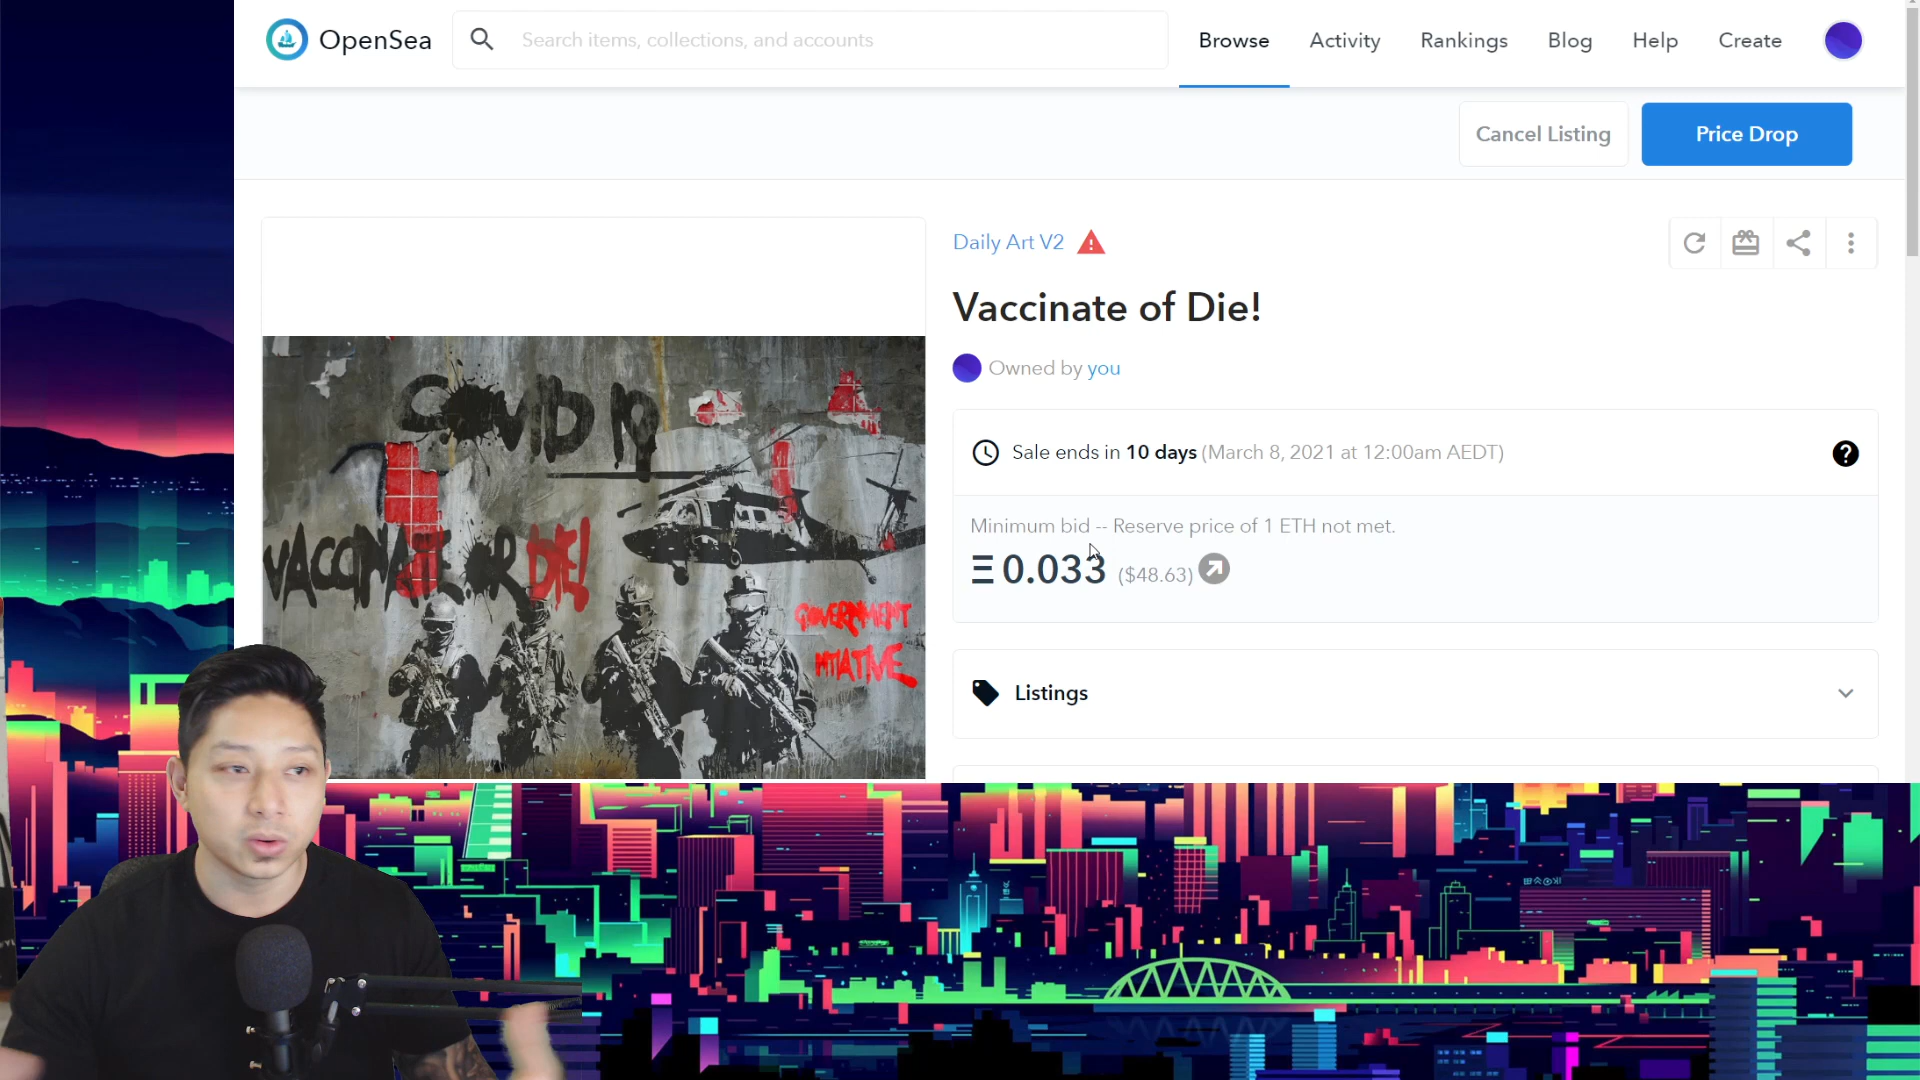 OpenSea
Search items, collections, and accounts
Browse
Activity
Rankings
Blog
Help
Create
Cancel Listing
Price Drop
Daily Art V2
Vaccinate of Die!
Owned by you
Sale ends in 10 days (March 8, 2021 at 12:00am AEDT)
Minimum bid -- Reserve price of 1 ETH not met.
Ξ 0.033 ($48.63)
Listings
VACCINATE OR DIE!
GOVERNMENT